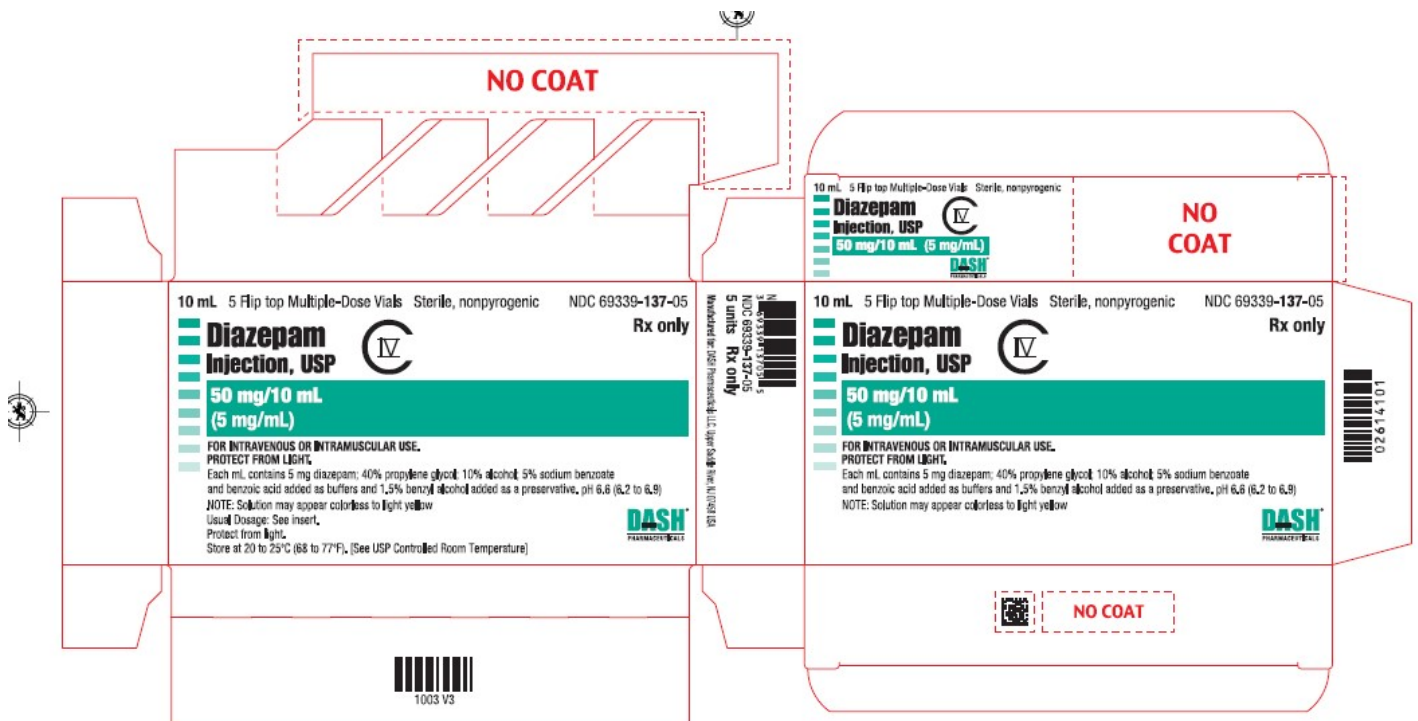 NO COAT
10 mL 5 Flip top Multiple-Dose Vials Sterile, nonpyrogenic
Diazepam
Injection, USP
CIV
50 mg/10 mL (5 mg/mL)
DASH
PHARMACEUTICALS
NO
COAT
10 mL 5 Flip top Multiple-Dose Vials Sterile, nonpyrogenic NDC 69339-137-05
Rx only
Diazepam
Injection, USP
CIV
50 mg/10 mL
(5 mg/mL)
FOR INTRAVENOUS OR INTRAMUSCULAR USE.
PROTECT FROM LIGHT.
Each mL contains 5 mg diazepam; 40% propylene glycol; 10% alcohol; 5% sodium benzoate
and benzoic acid added as buffers and 1.5% benzyl alcohol added as a preservative. pH 6.6 (6.2 to 6.9)
NOTE: Solution may appear colorless to light yellow
Usual Dosage: See insert.
Protect from light.
Store at 20 to 25°C (68 to 77°F). [See USP Controlled Room Temperature]
DASH
PHARMACEUTICALS
NDC 69339-137-05
5 units Rx only
Manufactured for: DASH Pharmaceuticals LLC. Upper Saddle River, NJ 07458 USA
10 mL 5 Flip top Multiple-Dose Vials Sterile, nonpyrogenic NDC 69339-137-05
Rx only
Diazepam
Injection, USP
CIV
50 mg/10 mL
(5 mg/mL)
FOR INTRAVENOUS OR INTRAMUSCULAR USE.
PROTECT FROM LIGHT.
Each mL contains 5 mg diazepam; 40% propylene glycol; 10% alcohol; 5% sodium benzoate
and benzoic acid added as buffers and 1.5% benzyl alcohol added as a preservative. pH 6.6 (6.2 to 6.9)
NOTE: Solution may appear colorless to light yellow
DASH
PHARMACEUTICALS
02614101
NO COAT
1003 V3